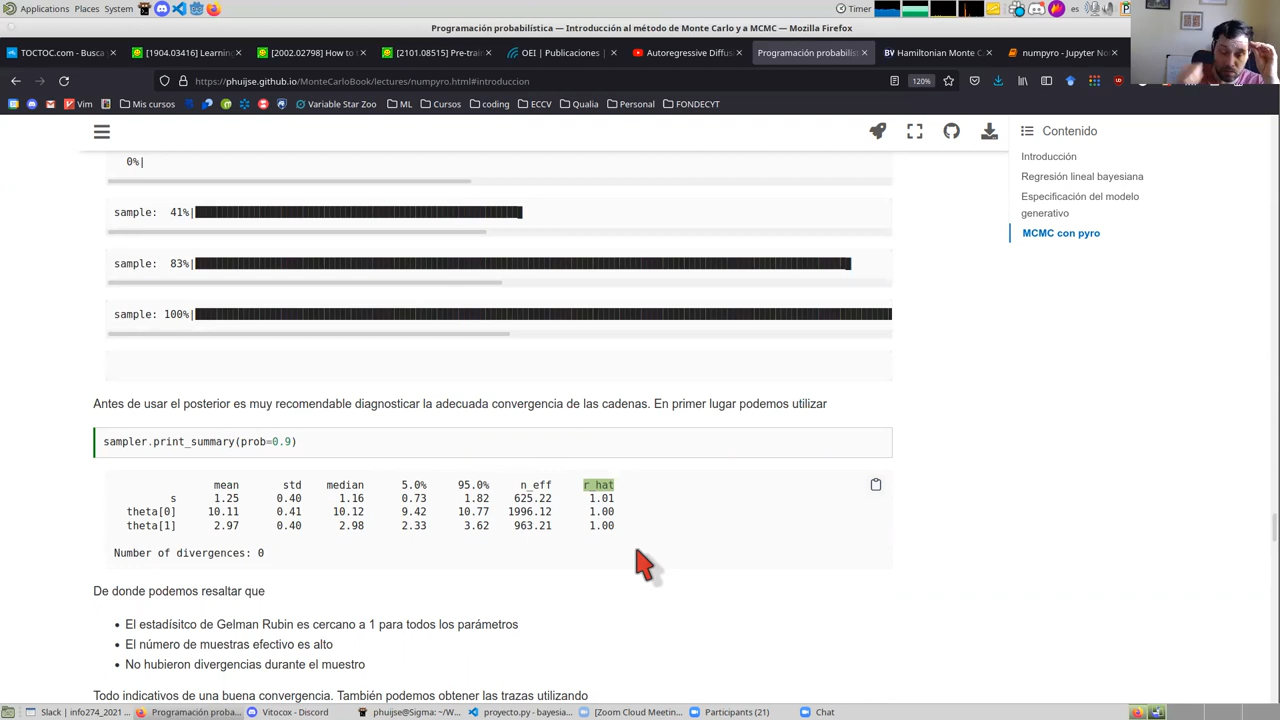 Applications Places System
Timer
es
Programación probabilística — Introducción al método de Monte Carlo y a MCMC — Mozilla Firefox
TOCTOC.com - Busca
[1904.03416] Learnin
[2002.02798] How to t
[2101.08515] Pre-train
OEI | Publicaciones
Autoregressive Diffus
Programación probabilist
BV Hamiltonian Monte C
numpyro - Jupyter No
https://phuijse.github.io/MonteCarloBook/lectures/numpyro.html#introduccion
120%
Vim
Mis cursos
Variable Star Zoo
ML
Cursos
coding
ECCV
Qualia
Personal
FONDECYT
Contenido
Introducción
Regresión lineal bayesiana
Especificación del modelo
generativo
MCMC con pyro
0%|
sample: 41%|
sample: 83%|
sample: 100%|
Antes de usar el posterior es muy recomendable diagnosticar la adecuada convergencia de las cadenas. En primer lugar podemos utilizar
sampler.print_summary(prob=0.9)
mean std median 5.0% 95.0% n_eff r_hat
s 1.25 0.40 1.16 0.73 1.82 625.22 1.01
theta[0] 10.11 0.41 10.12 9.42 10.77 1996.12 1.00
theta[1] 2.97 0.40 2.98 2.33 3.62 963.21 1.00
Number of divergences: 0
De donde podemos resaltar que
• El estadísitco de Gelman Rubin es cercano a 1 para todos los parámetros
• El número de muestras efectivo es alto
• No hubieron divergencias durante el muestro
Todo indicativos de una buena convergencia. También podemos obtener las trazas utilizando
Slack | info274_2021 ...
Programación proba...
Vitocox - Discord
phuijse@Sigma: ~/W...
proyecto.py - bayesia...
[Zoom Cloud Meetin...
Participants (21)
Chat